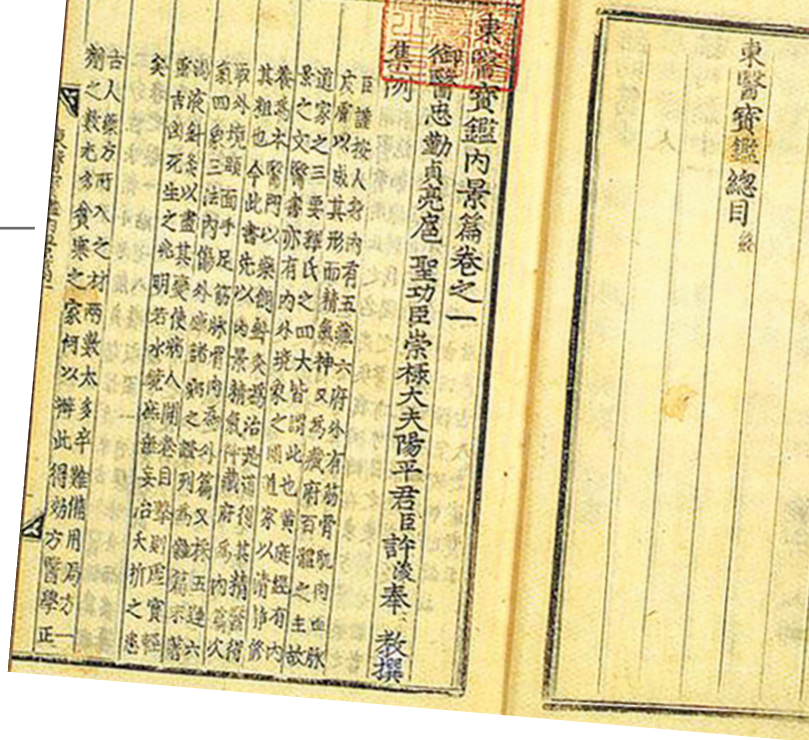 東醫寶鑑總目 終
東醫寶鑑內景篇卷之一
御醫忠勤貞亮扈 聖功臣崇祿大夫陽平君臣許浚奉 敎撰
集例
臣謹按人身內有五藏六府外有筋骨肌肉血脉
皮膚以成其形而精氣神又爲藏府百體之主故
道家之三要釋氏之四大皆謂此也黃庭經有內
景之文醫書亦有內外境象之圖道家以清靜修
養爲本醫門以藥餌針灸爲治是道得其精醫得
其粗也今此書先以內景精氣神藏府爲內篇次
取外境頭面手足筋脉骨肉爲外篇又採五運六
氣四象三法內傷外感諸病之證列爲雜篇末著
湯液針灸以盡其變使病人開卷目擊則虛實輕
重吉凶死生之兆明若水鏡庶無妄治夭折之患
矣
古人藥方所入之材兩數太多卒難備用局方一
劑之數尤多貧寒之家何以辦此得效方醫學正